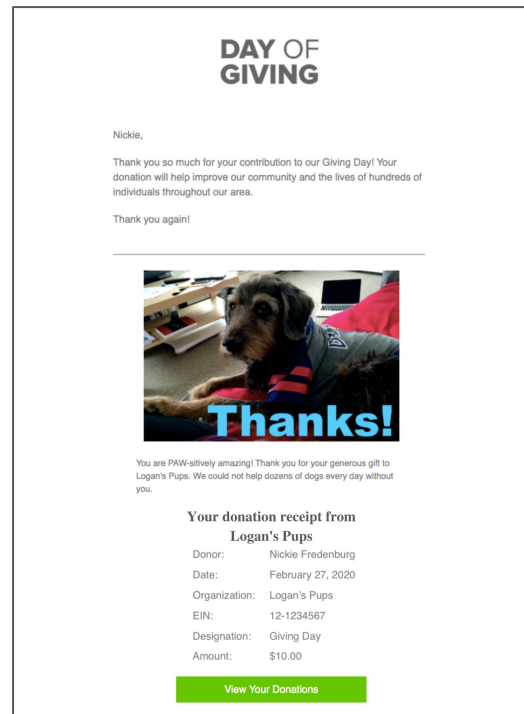 DAY OF
GIVING
Nickie,
Thank you so much for your contribution to our Giving Day! Your
donation will help improve our community and the lives of hundreds of
individuals throughout our area.
Thank you again!
Thanks!
You are PAW-sitively amazing! Thank you for your generous gift to
Logan's Pups. We could not help dozens of dogs every day without
you.
Your donation receipt from
Logan's Pups
Donor: Nickie Fredenburg
Date: February 27, 2020
Organization: Logan's Pups
EIN: 12-1234567
Designation: Giving Day
Amount: $10.00
View Your Donations